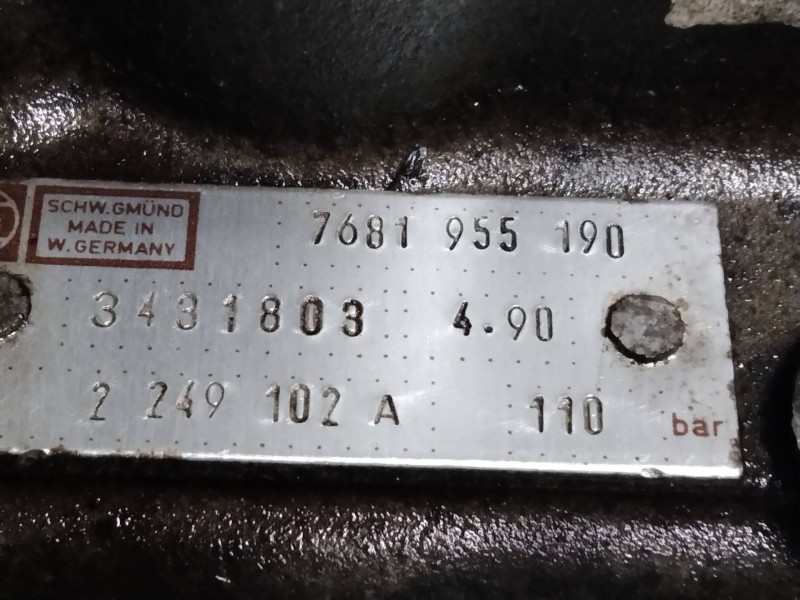 SCHW.GMÜND
MADE IN
W. GERMANY
7681 955 190
3431803 4.90
2 249 102 A 110 bar